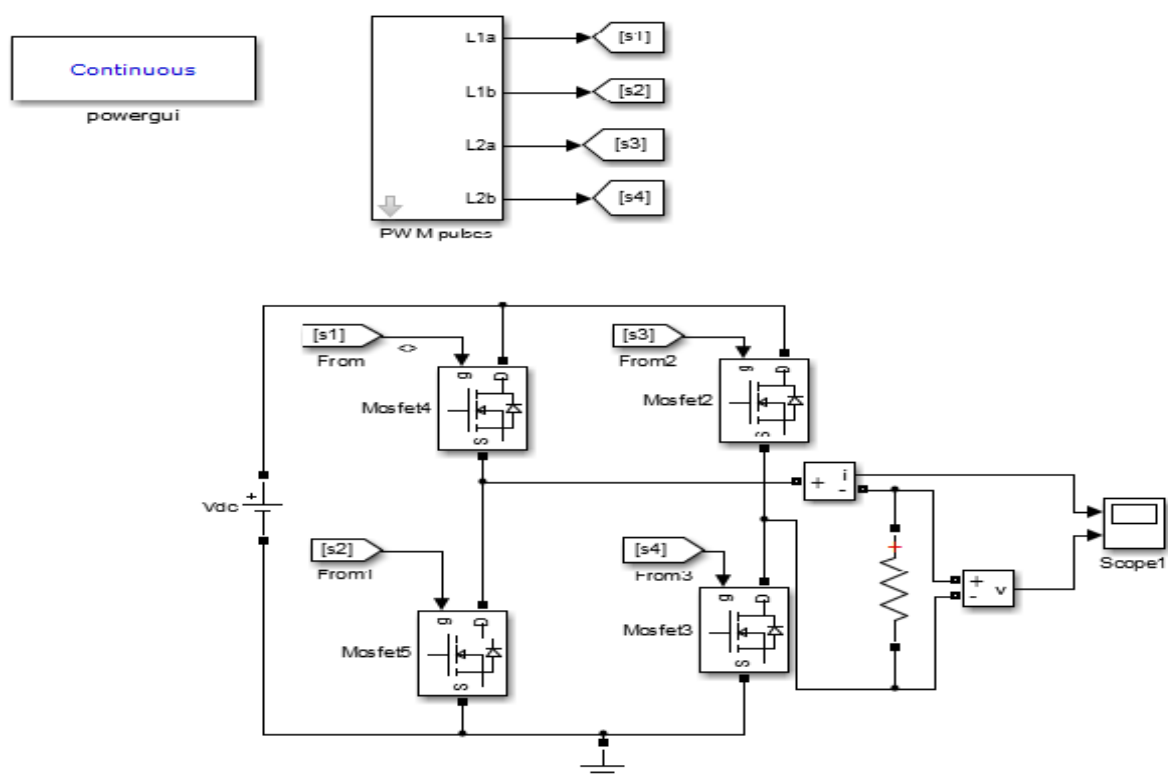 Continuous
powergui
L1a
[s1]
L1b
[s2]
L2a
[s3]
L2b
[s4]
PWM pulses
[s1]
From
<>
g
D
S
Mosfet4
[s3]
From2
g
D
S
Mosfet2
Vdc
+
[s2]
From1
g
D
S
Mosfet5
[s4]
From3
g
D
S
Mosfet3
+
i
-
+
+
-
v
Scope1